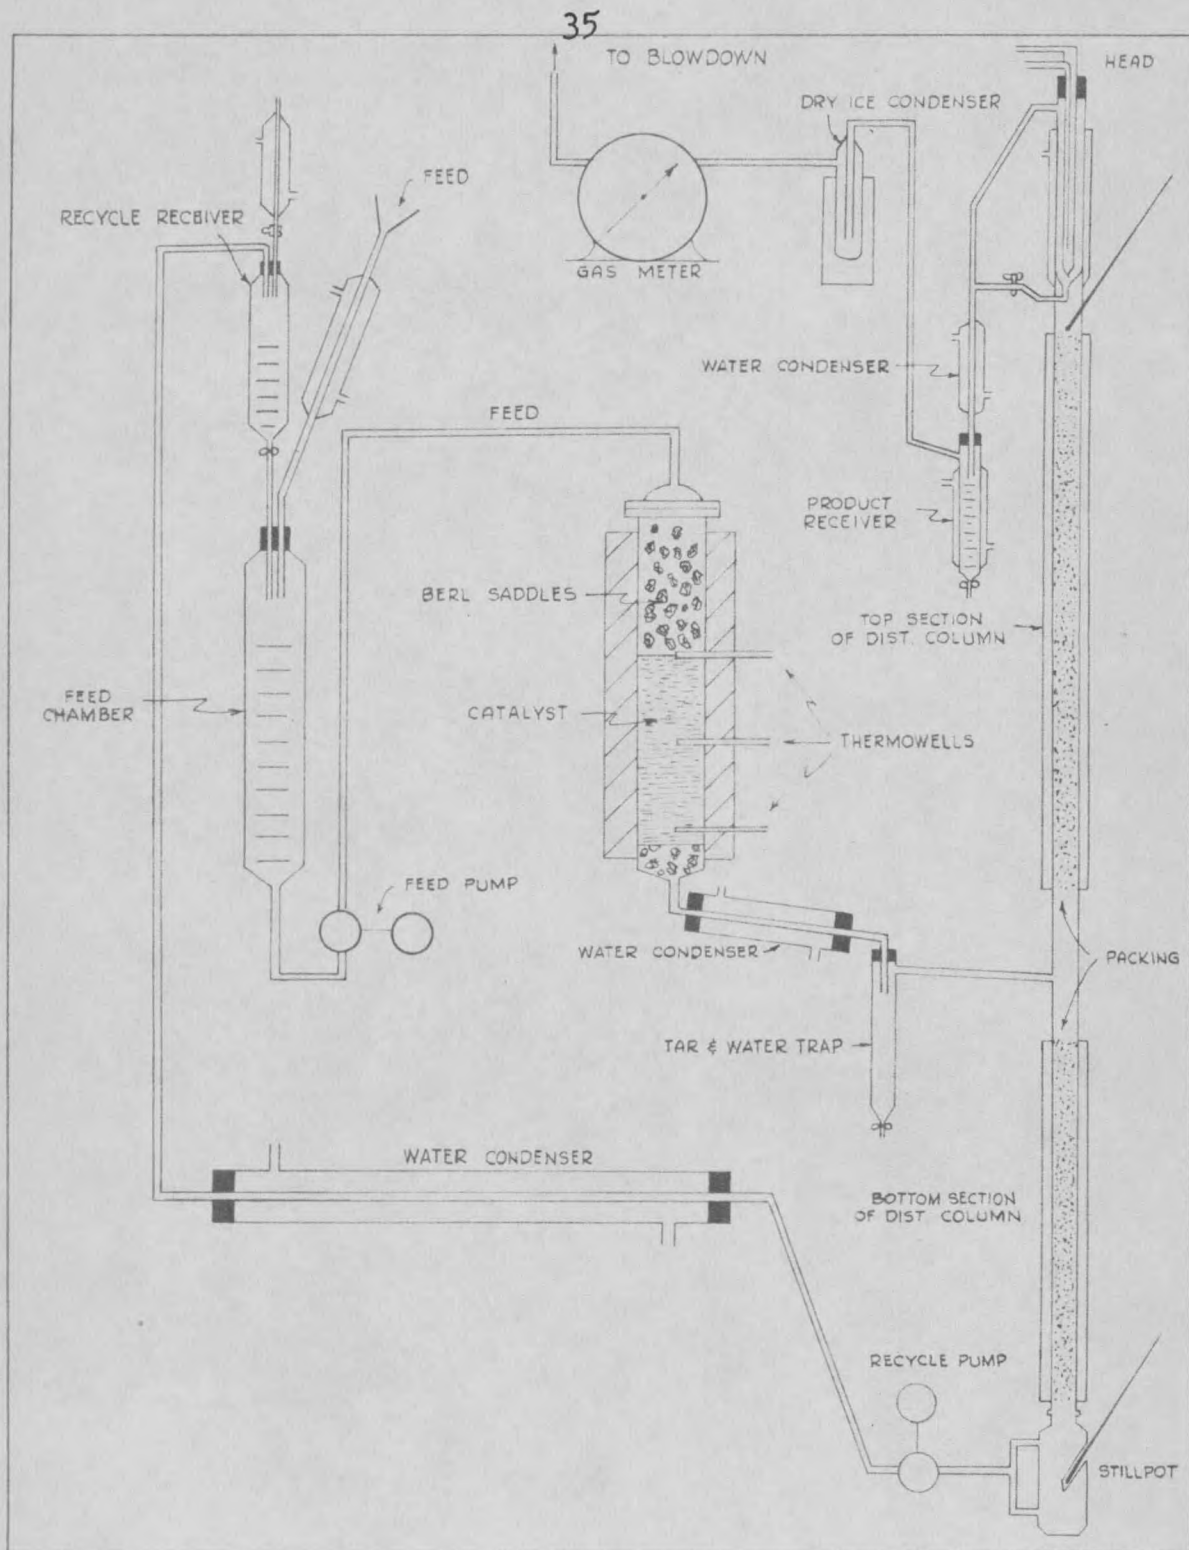 35
TO BLOWDOWN
HEAD
DRY ICE CONDENSER
FEED
RECYCLE RECEIVER
GAS METER
WATER CONDENSER
FEED
PRODUCT
RECEIVER
BERL SADDLES
TOP SECTION
OF DIST. COLUMN
FEED
CHAMBER
CATALYST
THERMOWELLS
FEED PUMP
WATER CONDENSER
PACKING
TAR & WATER TRAP
WATER CONDENSER
BOTTOM SECTION
OF DIST. COLUMN
RECYCLE PUMP
STILLPOT